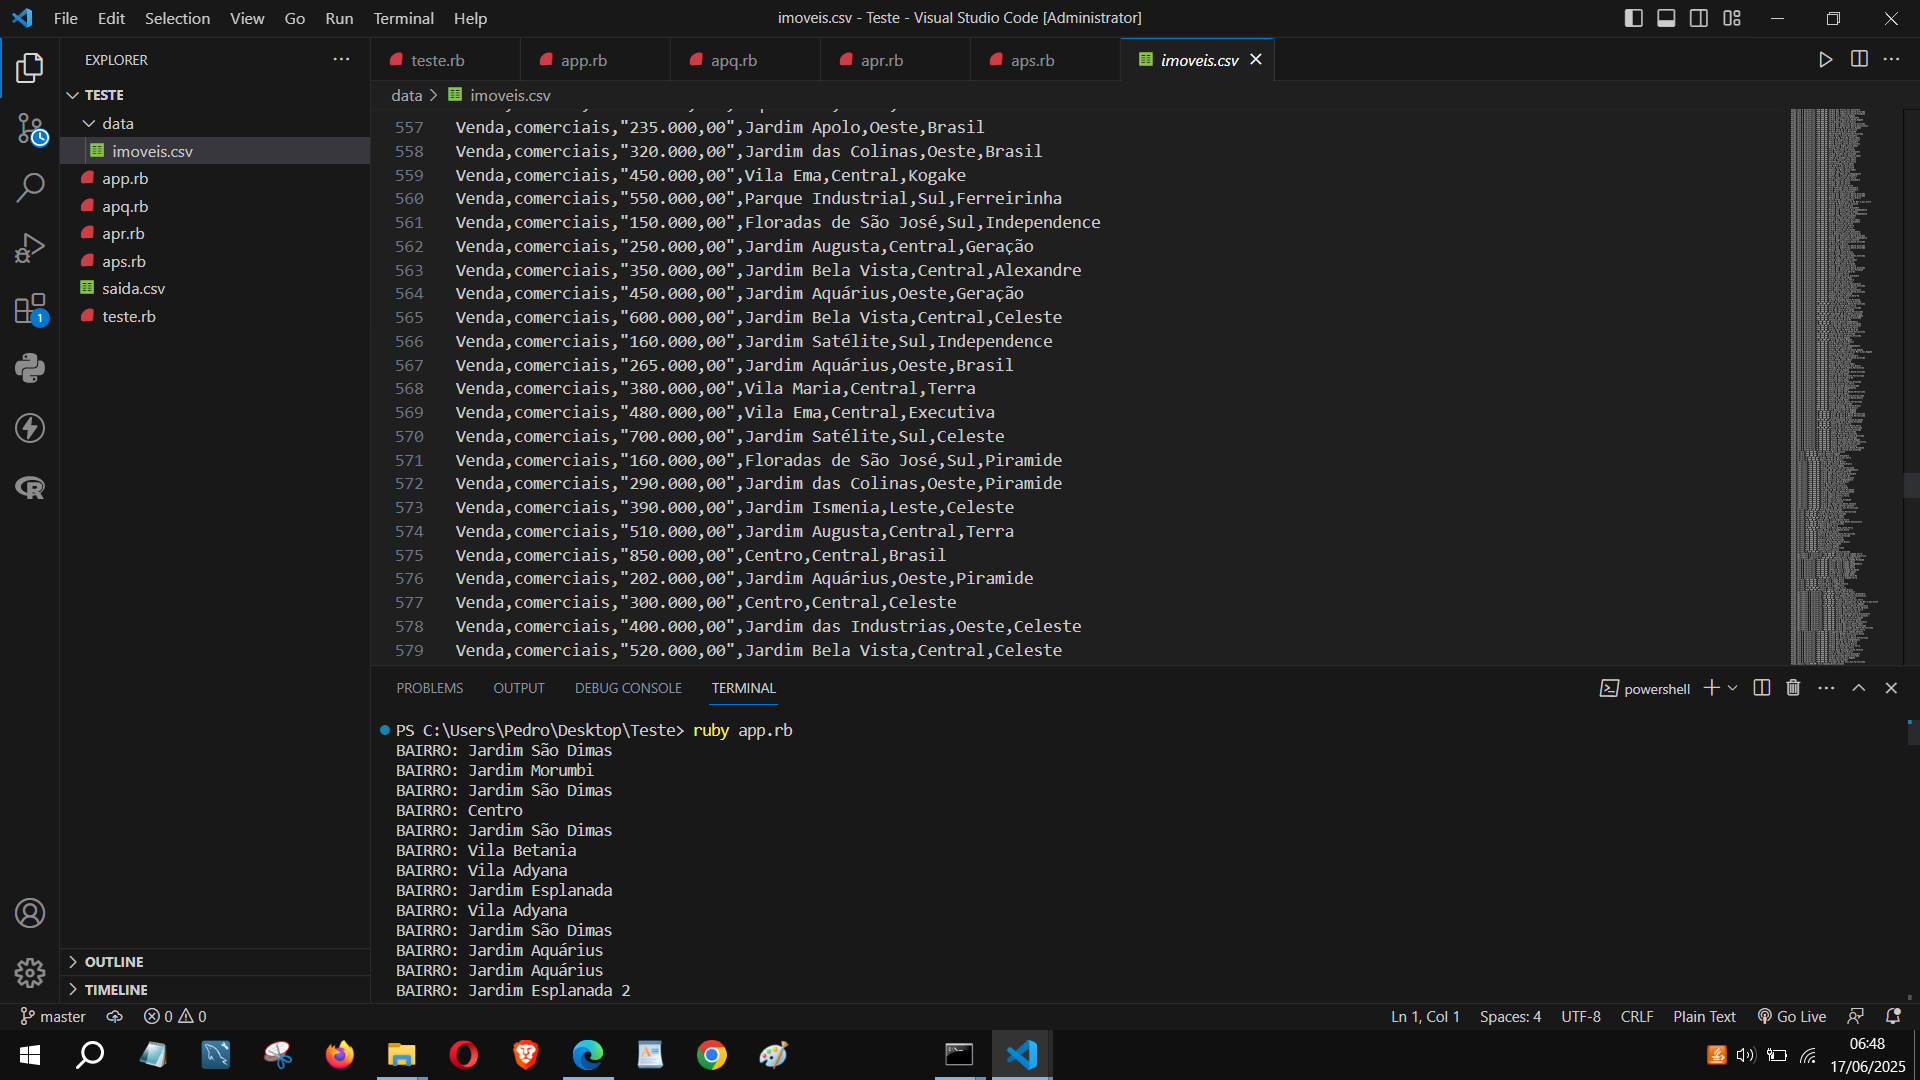 File Edit Selection View Go Run Terminal Help
imoveis.csv - Teste - Visual Studio Code [Administrator]
EXPLORER
TESTE
data
imoveis.csv
app.rb
apq.rb
apr.rb
aps.rb
saida.csv
teste.rb
OUTLINE
TIMELINE
teste.rb app.rb apq.rb apr.rb aps.rb imoveis.csv
data > imoveis.csv
557 Venda,comerciais,"235.000,00",Jardim Apolo,Oeste,Brasil
558 Venda,comerciais,"320.000,00",Jardim das Colinas,Oeste,Brasil
559 Venda,comerciais,"450.000,00",Vila Ema,Central,Kogake
560 Venda,comerciais,"550.000,00",Parque Industrial,Sul,Ferreirinha
561 Venda,comerciais,"150.000,00",Floradas de São José,Sul,Independence
562 Venda,comerciais,"250.000,00",Jardim Augusta,Central,Geração
563 Venda,comerciais,"350.000,00",Jardim Bela Vista,Central,Alexandre
564 Venda,comerciais,"450.000,00",Jardim Aquárius,Oeste,Geração
565 Venda,comerciais,"600.000,00",Jardim Bela Vista,Central,Celeste
566 Venda,comerciais,"160.000,00",Jardim Satélite,Sul,Independence
567 Venda,comerciais,"265.000,00",Jardim Aquárius,Oeste,Brasil
568 Venda,comerciais,"380.000,00",Vila Maria,Central,Terra
569 Venda,comerciais,"480.000,00",Vila Ema,Central,Executiva
570 Venda,comerciais,"700.000,00",Jardim Satélite,Sul,Celeste
571 Venda,comerciais,"160.000,00",Floradas de São José,Sul,Piramide
572 Venda,comerciais,"290.000,00",Jardim das Colinas,Oeste,Piramide
573 Venda,comerciais,"390.000,00",Jardim Ismenia,Leste,Celeste
574 Venda,comerciais,"510.000,00",Jardim Augusta,Central,Terra
575 Venda,comerciais,"850.000,00",Centro,Central,Brasil
576 Venda,comerciais,"202.000,00",Jardim Aquárius,Oeste,Piramide
577 Venda,comerciais,"300.000,00",Centro,Central,Celeste
578 Venda,comerciais,"400.000,00",Jardim das Industrias,Oeste,Celeste
579 Venda,comerciais,"520.000,00",Jardim Bela Vista,Central,Celeste
PROBLEMS OUTPUT DEBUG CONSOLE TERMINAL
powershell
PS C:\Users\Pedro\Desktop\Teste> ruby app.rb
BAIRRO: Jardim São Dimas
BAIRRO: Jardim Morumbi
BAIRRO: Jardim São Dimas
BAIRRO: Centro
BAIRRO: Jardim São Dimas
BAIRRO: Vila Betania
BAIRRO: Vila Adyana
BAIRRO: Jardim Esplanada
BAIRRO: Vila Adyana
BAIRRO: Jardim São Dimas
BAIRRO: Jardim Aquárius
BAIRRO: Jardim Aquárius
BAIRRO: Jardim Esplanada 2
master 0 0
Ln 1, Col 1 Spaces: 4 UTF-8 CRLF Plain Text Go Live
06:48
17/06/2025